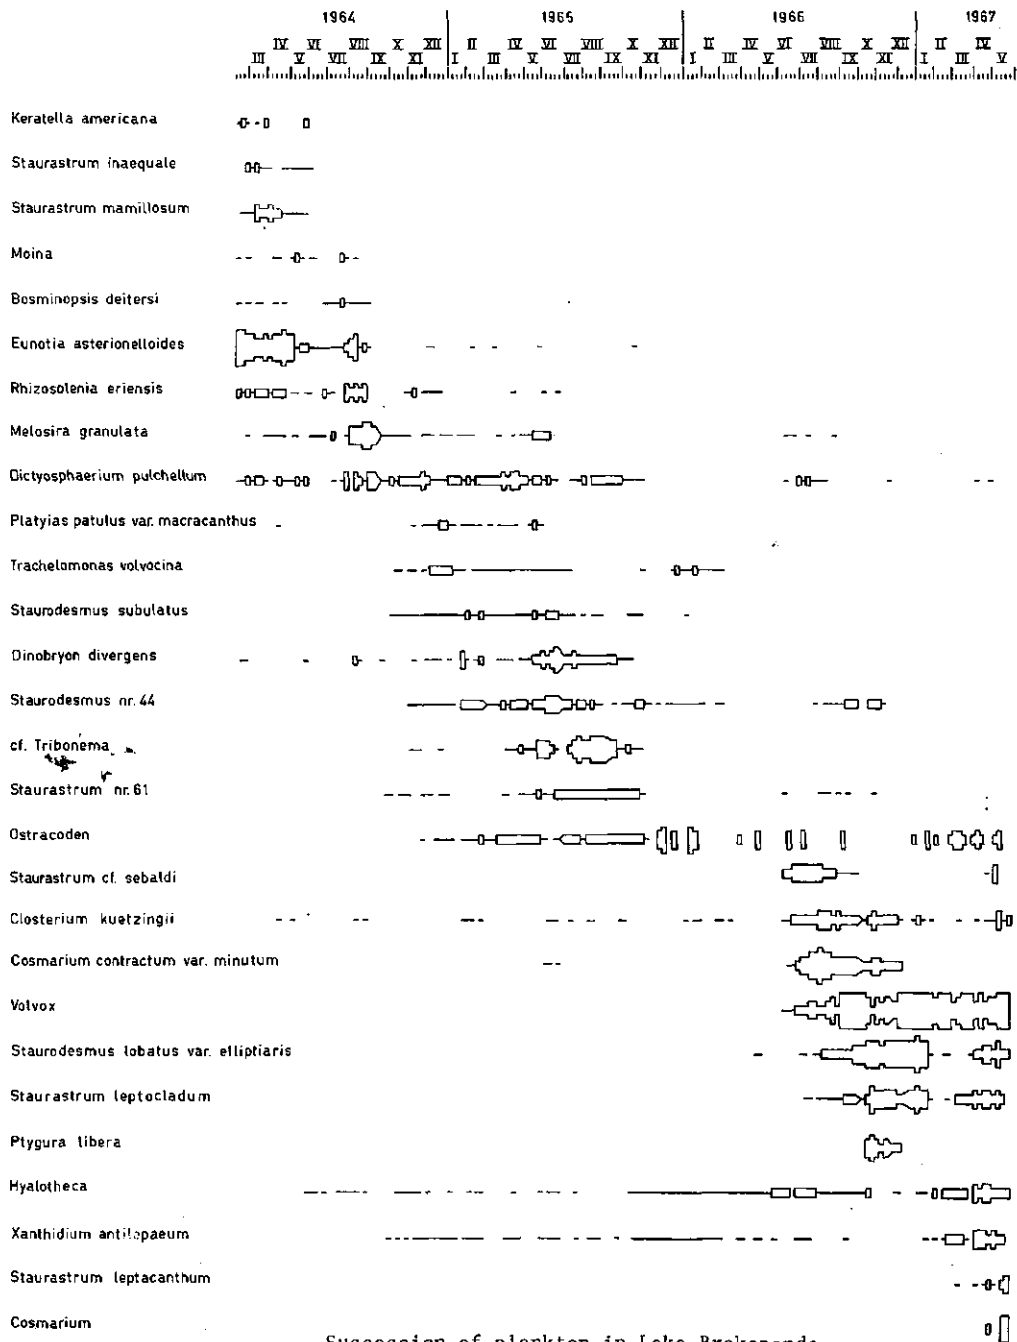 1964 1965 1966 1967
IV VI VIII X XII II IV VI VIII X XII II IV VI VIII X XII II IV
III V VII IX XI I III V VII IX XI I III V VII IX XI I III V
Keratella americana
Staurastrum inaequale
Staurastrum mamillosum
Moina
Bosminopsis deitersi
Eunotia asterionelloides
Rhizosolenia eriensis
Melosira granulata
Dictyosphaerium pulchellum
Platyias patulus var. macracanthus
Trachelomonas volvocina
Staurodesmus subulatus
Dinobryon divergens
Staurodesmus nr. 44
cf. Tribonema
Staurastrum nr. 61
Ostracoden
Staurastrum cf. sebaldi
Closterium kuetzingii
Cosmarium contractum var. minutum
Volvox
Staurodesmus lobatus var. elliptiaris
Staurastrum leptocladum
Ptygura libera
Hyalotheca
Xanthidium antilopaeum
Staurastrum leptacanthum
Cosmarium
Succession of plankton in Lake Brokopondo